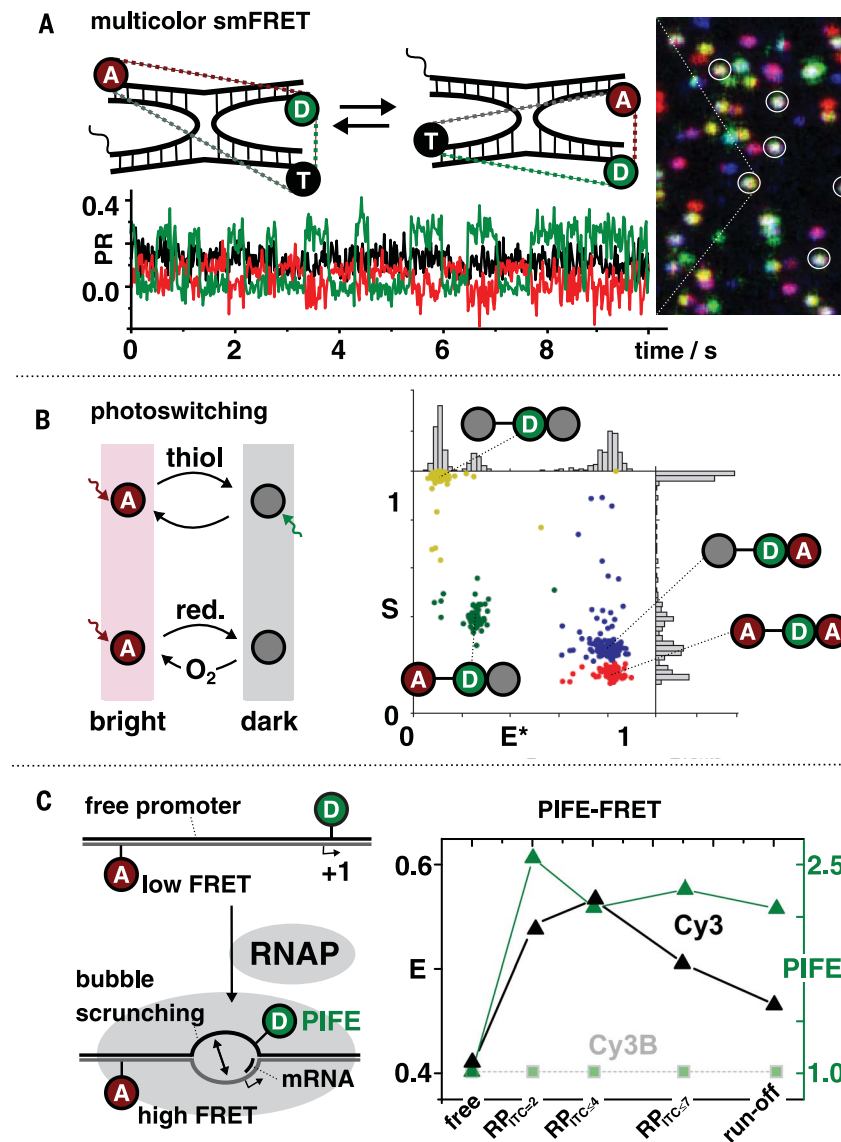 A multicolor smFRET
A
D
T
A
T
D
0.4
PR
0.0
0 2 4 6 8 time / s
B photoswitching
thiol
A
red.
A
O2
bright dark
D
1
D A
S
A D A
A D
0
0 E* 1
C
free promoter
D
PIFE-FRET
A low FRET +1
RNAP
bubble
scrunching
D PIFE
mRNA
A
high FRET
0.6 2.5
Cy3
E PIFE
Cy3B
0.4 1.0
free RPITC=2 RPITC≤4 RPITC≤7 run-off